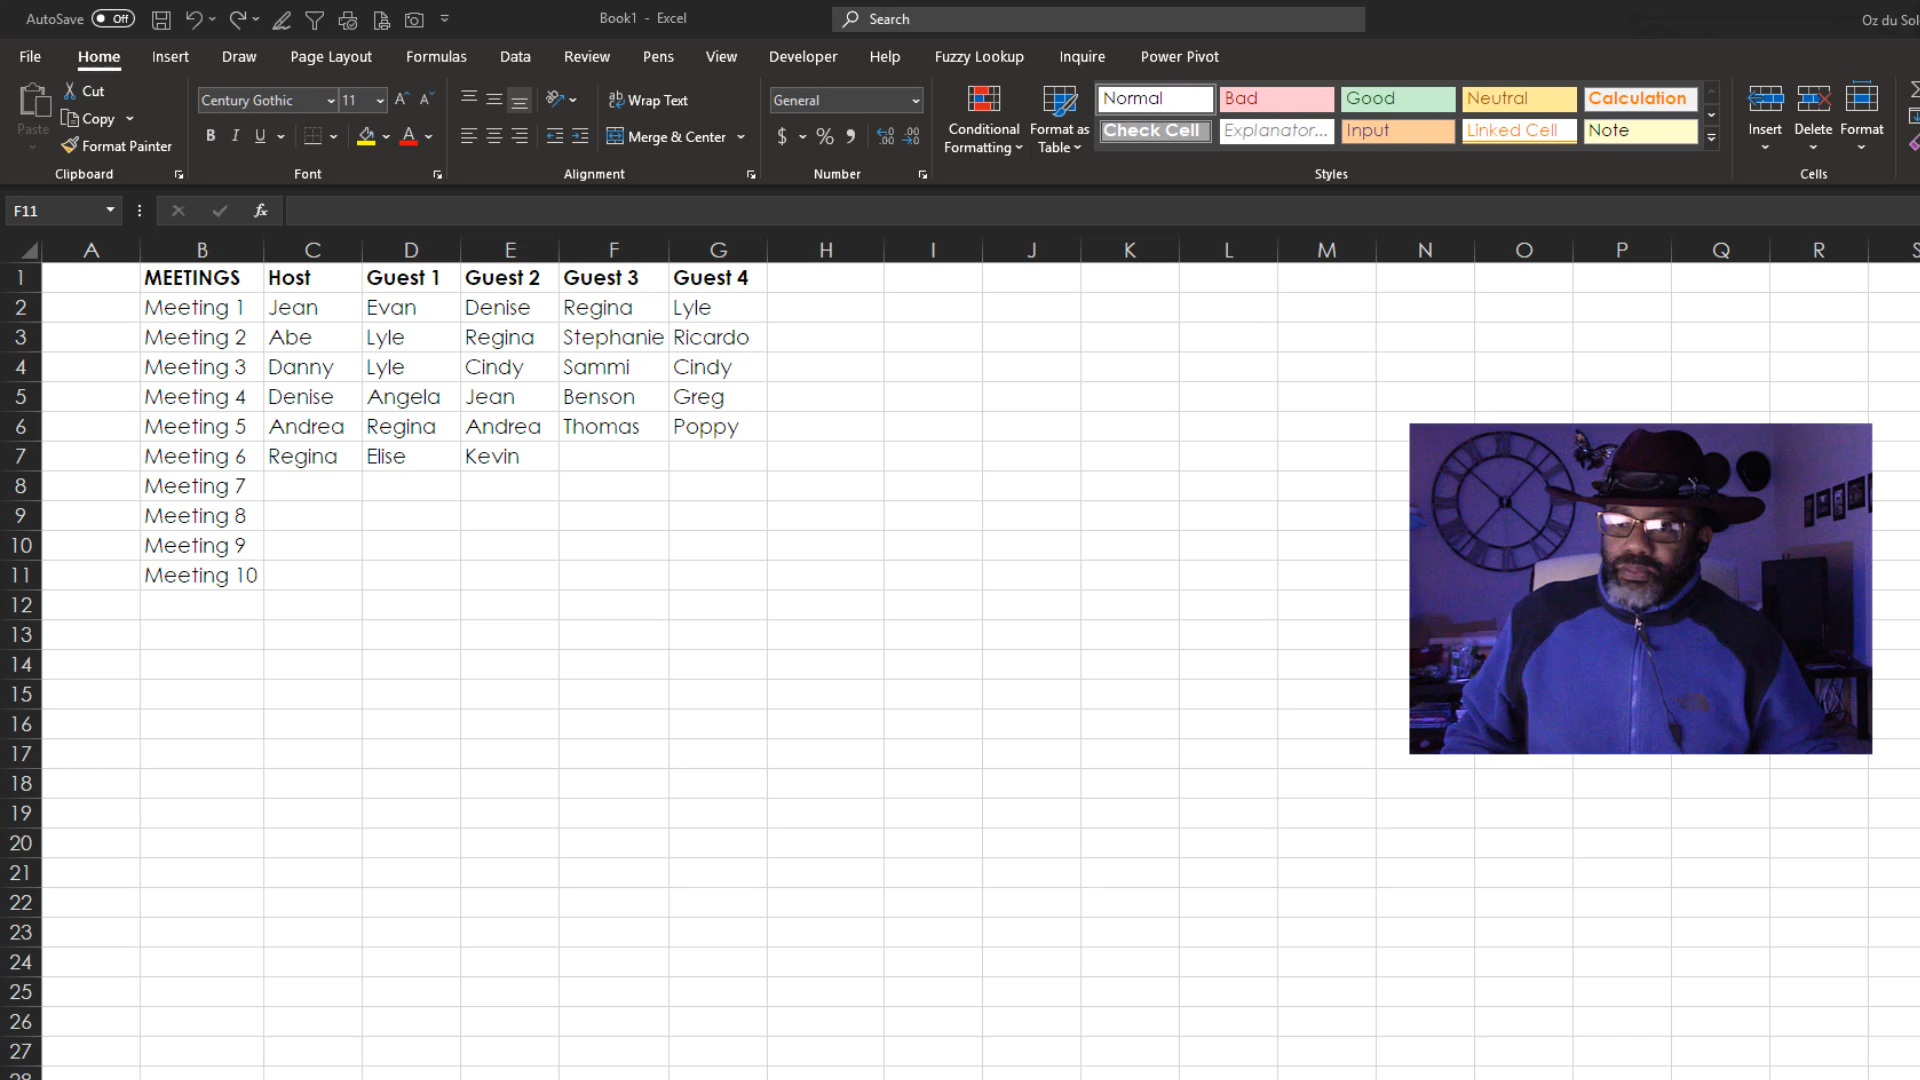 AutoSave Off Book1 - Excel Search
File Home Insert Draw Page Layout Formulas Data Review Pens View Developer Help Fuzzy Lookup Inquire Power Pivot
Paste Cut Copy Format Painter
Century Gothic 11 B I U
Wrap Text Merge & Center
General $ % 9
Conditional Formatting Format as Table
Normal Bad Good Neutral Calculation
Check Cell Explanator... Input Linked Cell Note
Insert Delete Format
Clipboard Font Alignment Number Styles Cells
F11 fx
A B C D E F G H I J K L M N O P Q R
1 MEETINGS Host Guest 1 Guest 2 Guest 3 Guest 4
2 Meeting 1 Jean Evan Denise Regina Lyle
3 Meeting 2 Abe Lyle Regina Stephanie Ricardo
4 Meeting 3 Danny Lyle Cindy Sammi Cindy
5 Meeting 4 Denise Angela Jean Benson Greg
6 Meeting 5 Andrea Regina Andrea Thomas Poppy
7 Meeting 6 Regina Elise Kevin
8 Meeting 7
9 Meeting 8
10 Meeting 9
11 Meeting 10
12
13
14
15
16
17
18
19
20
21
22
23
24
25
26
27